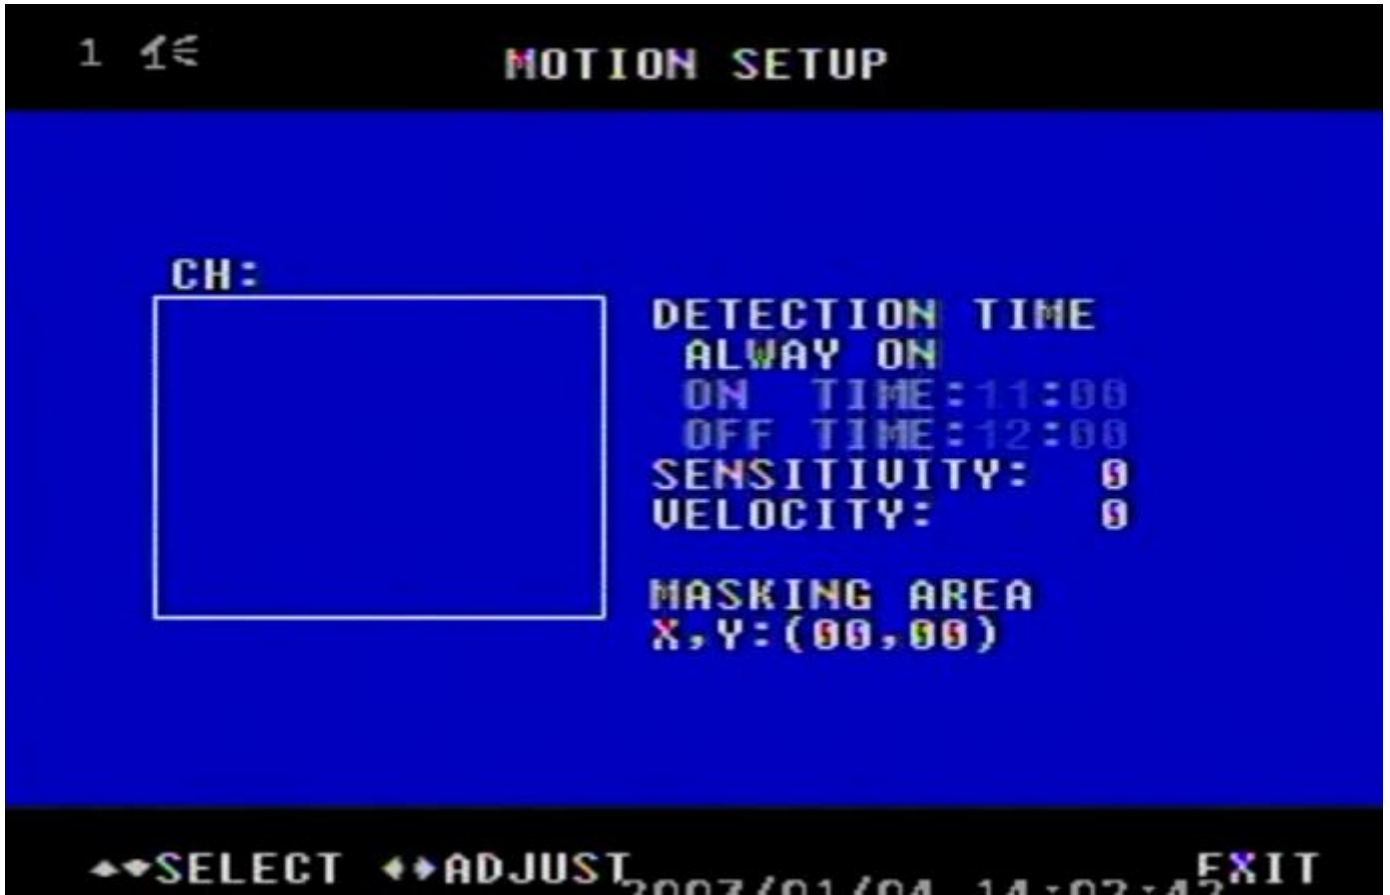 1
MOTION SETUP
CH:
DETECTION TIME
ALWAY ON
ON TIME:11:00
OFF TIME:12:00
SENSITIVITY: 0
VELOCITY: 0
MASKING AREA
X,Y:(00,00)
SELECT ADJUST EXIT